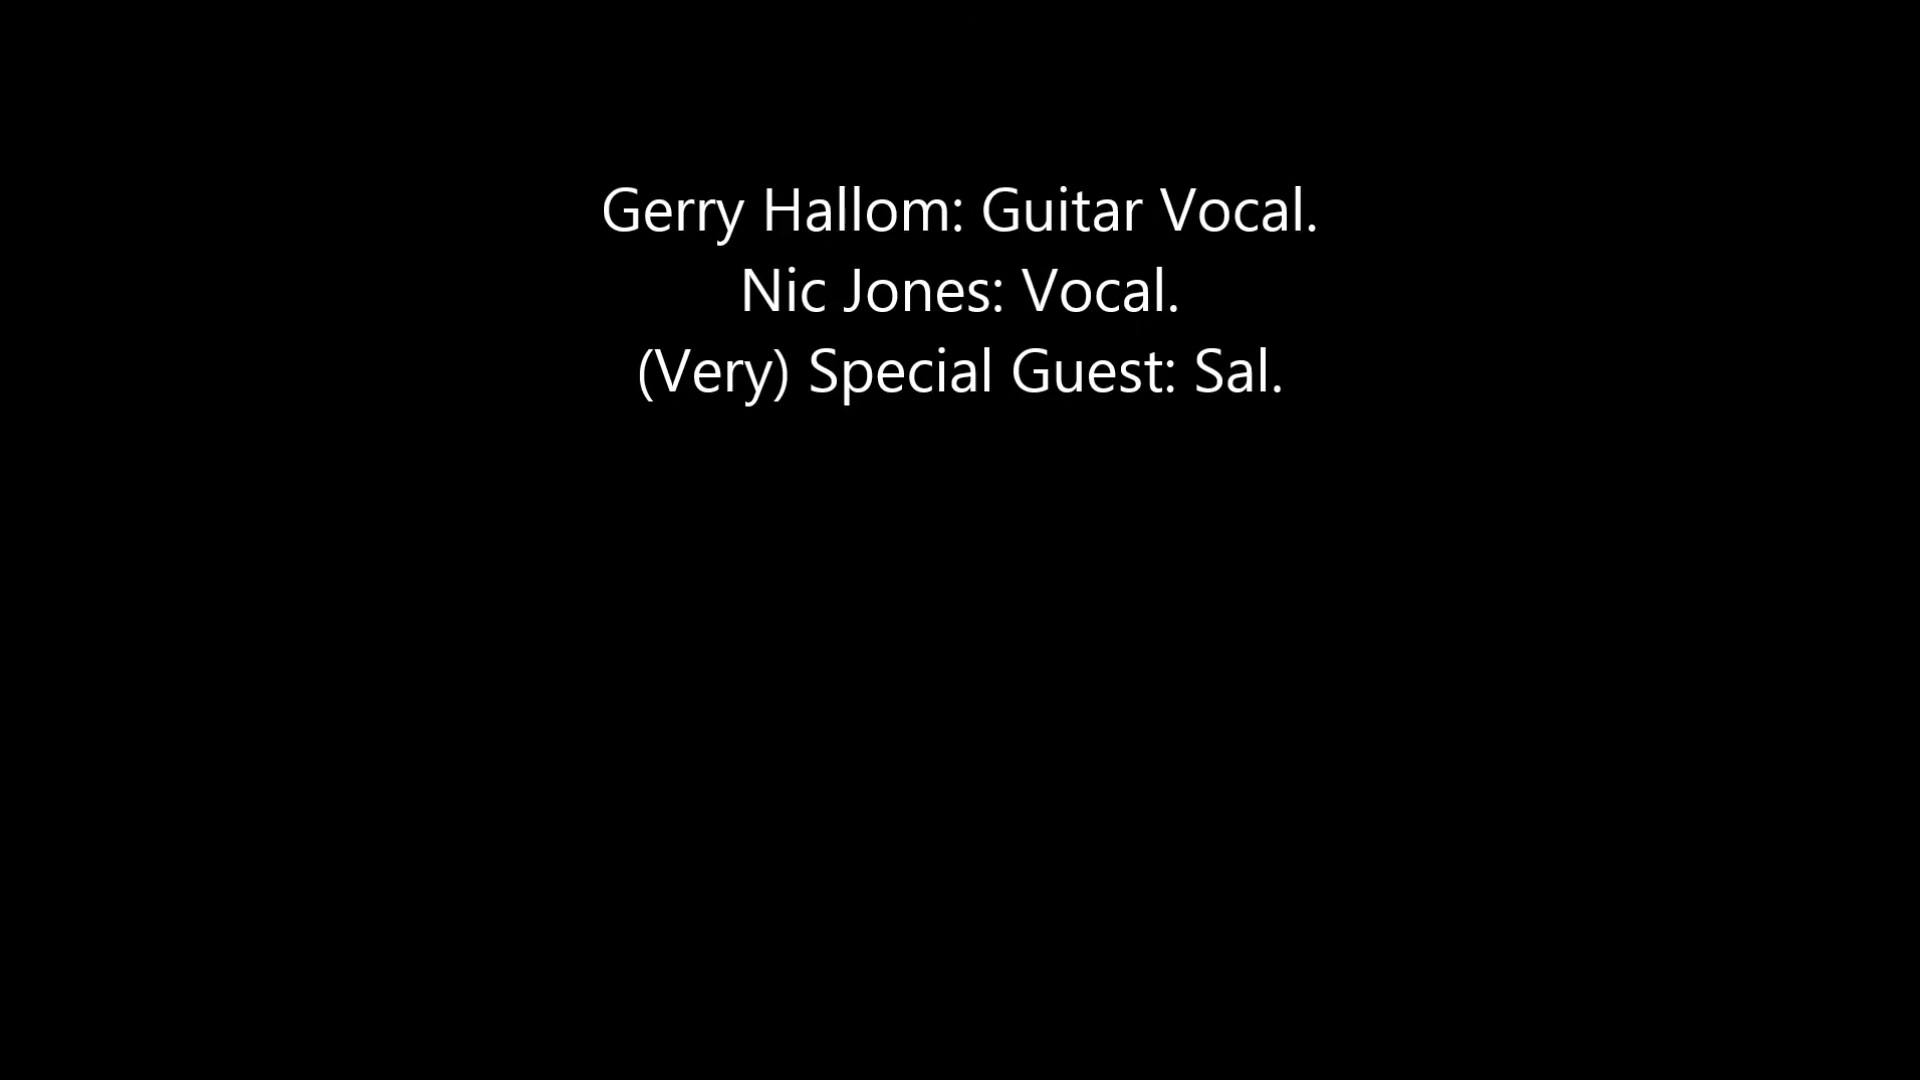 Gerry Hallom: Guitar Vocal.
Nic Jones: Vocal.
(Very) Special Guest: Sal.